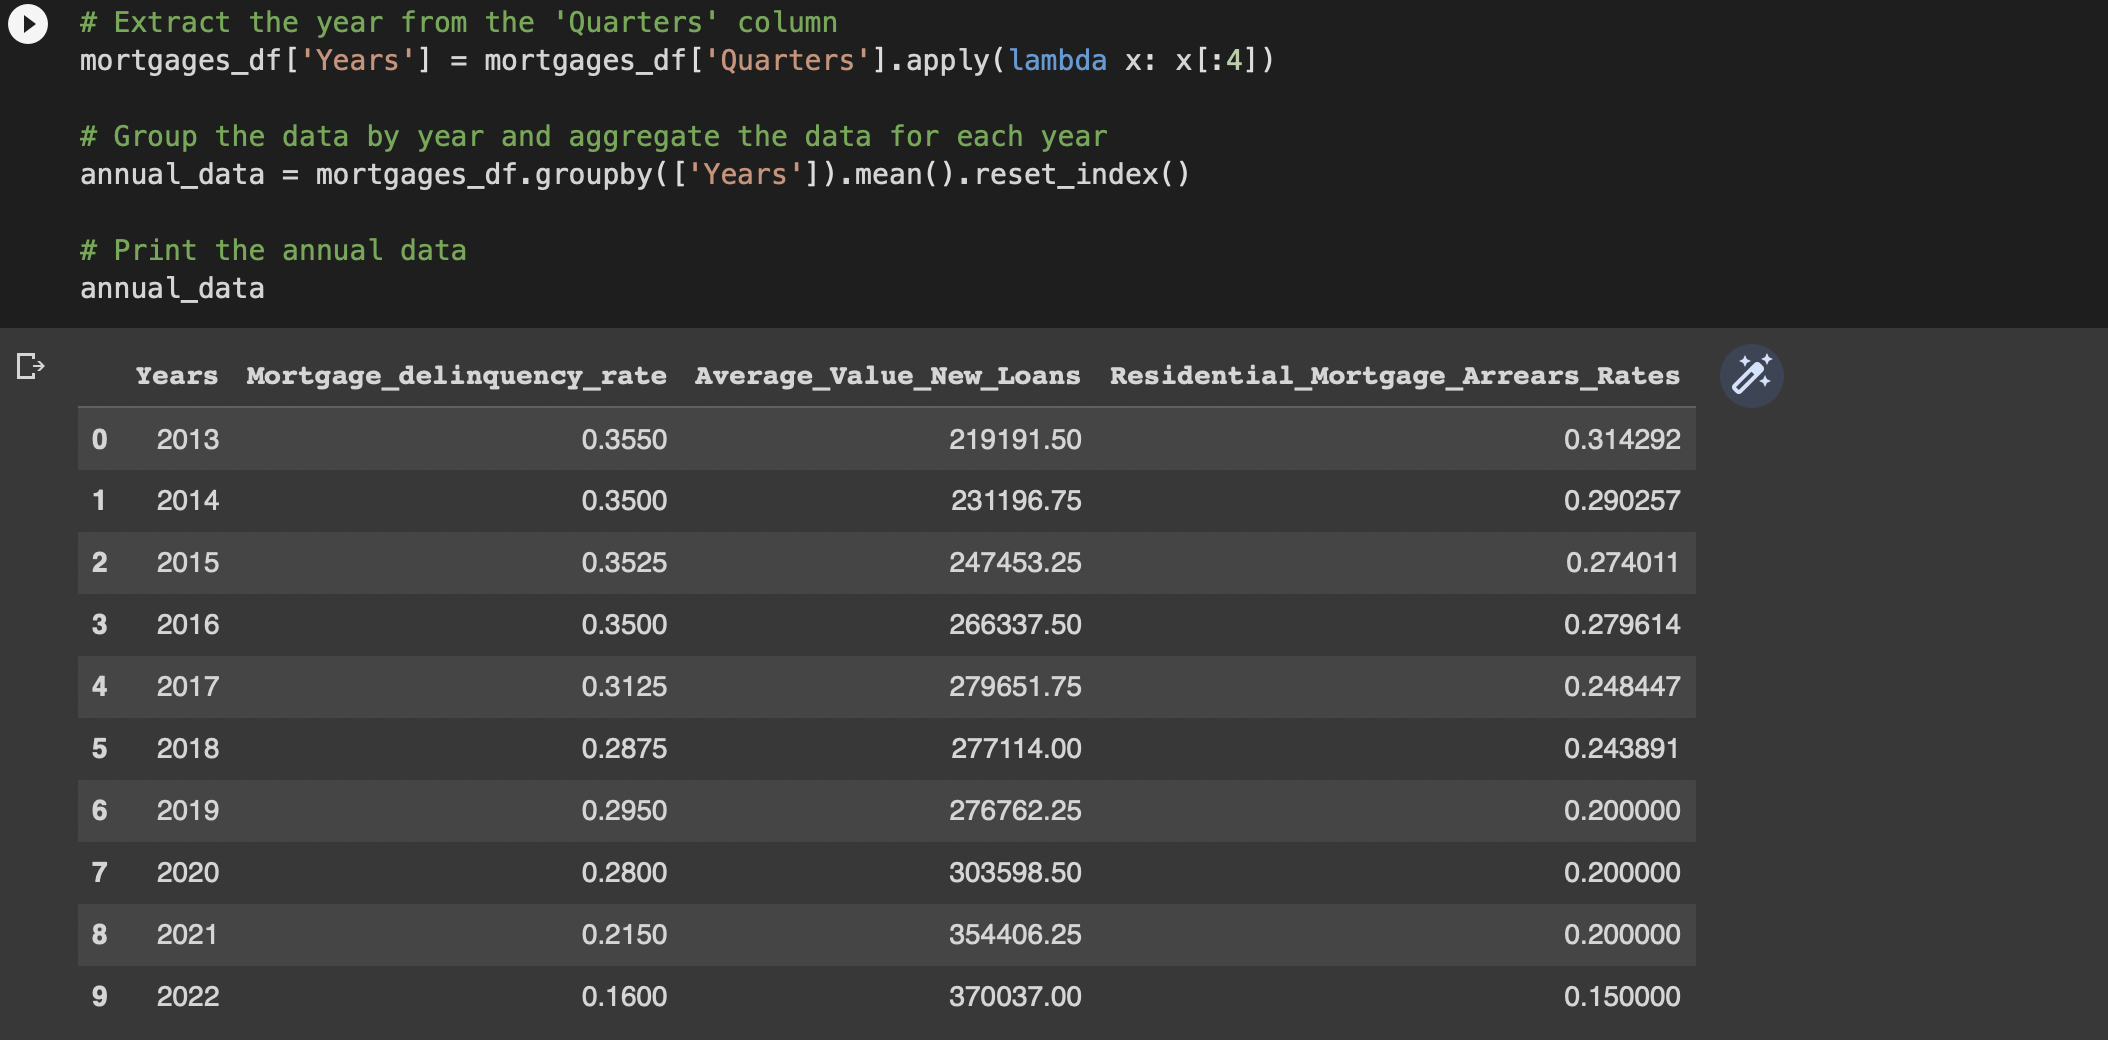 # Extract the year from the 'Quarters' column
mortgages_df['Years'] = mortgages_df['Quarters'].apply(lambda x: x[:4])
# Group the data by year and aggregate the data for each year
annual_data = mortgages_df.groupby(['Years']).mean().reset_index()
# Print the annual data
annual_data
Years Mortgage_delinquency_rate Average_Value_New_Loans Residential_Mortgage_Arrears_Rates
0 2013 0.3550 219191.50 0.314292
1 2014 0.3500 231196.75 0.290257
2 2015 0.3525 247453.25 0.274011
3 2016 0.3500 266337.50 0.279614
4 2017 0.3125 279651.75 0.248447
5 2018 0.2875 277114.00 0.243891
6 2019 0.2950 276762.25 0.200000
7 2020 0.2800 303598.50 0.200000
8 2021 0.2150 354406.25 0.200000
9 2022 0.1600 370037.00 0.150000